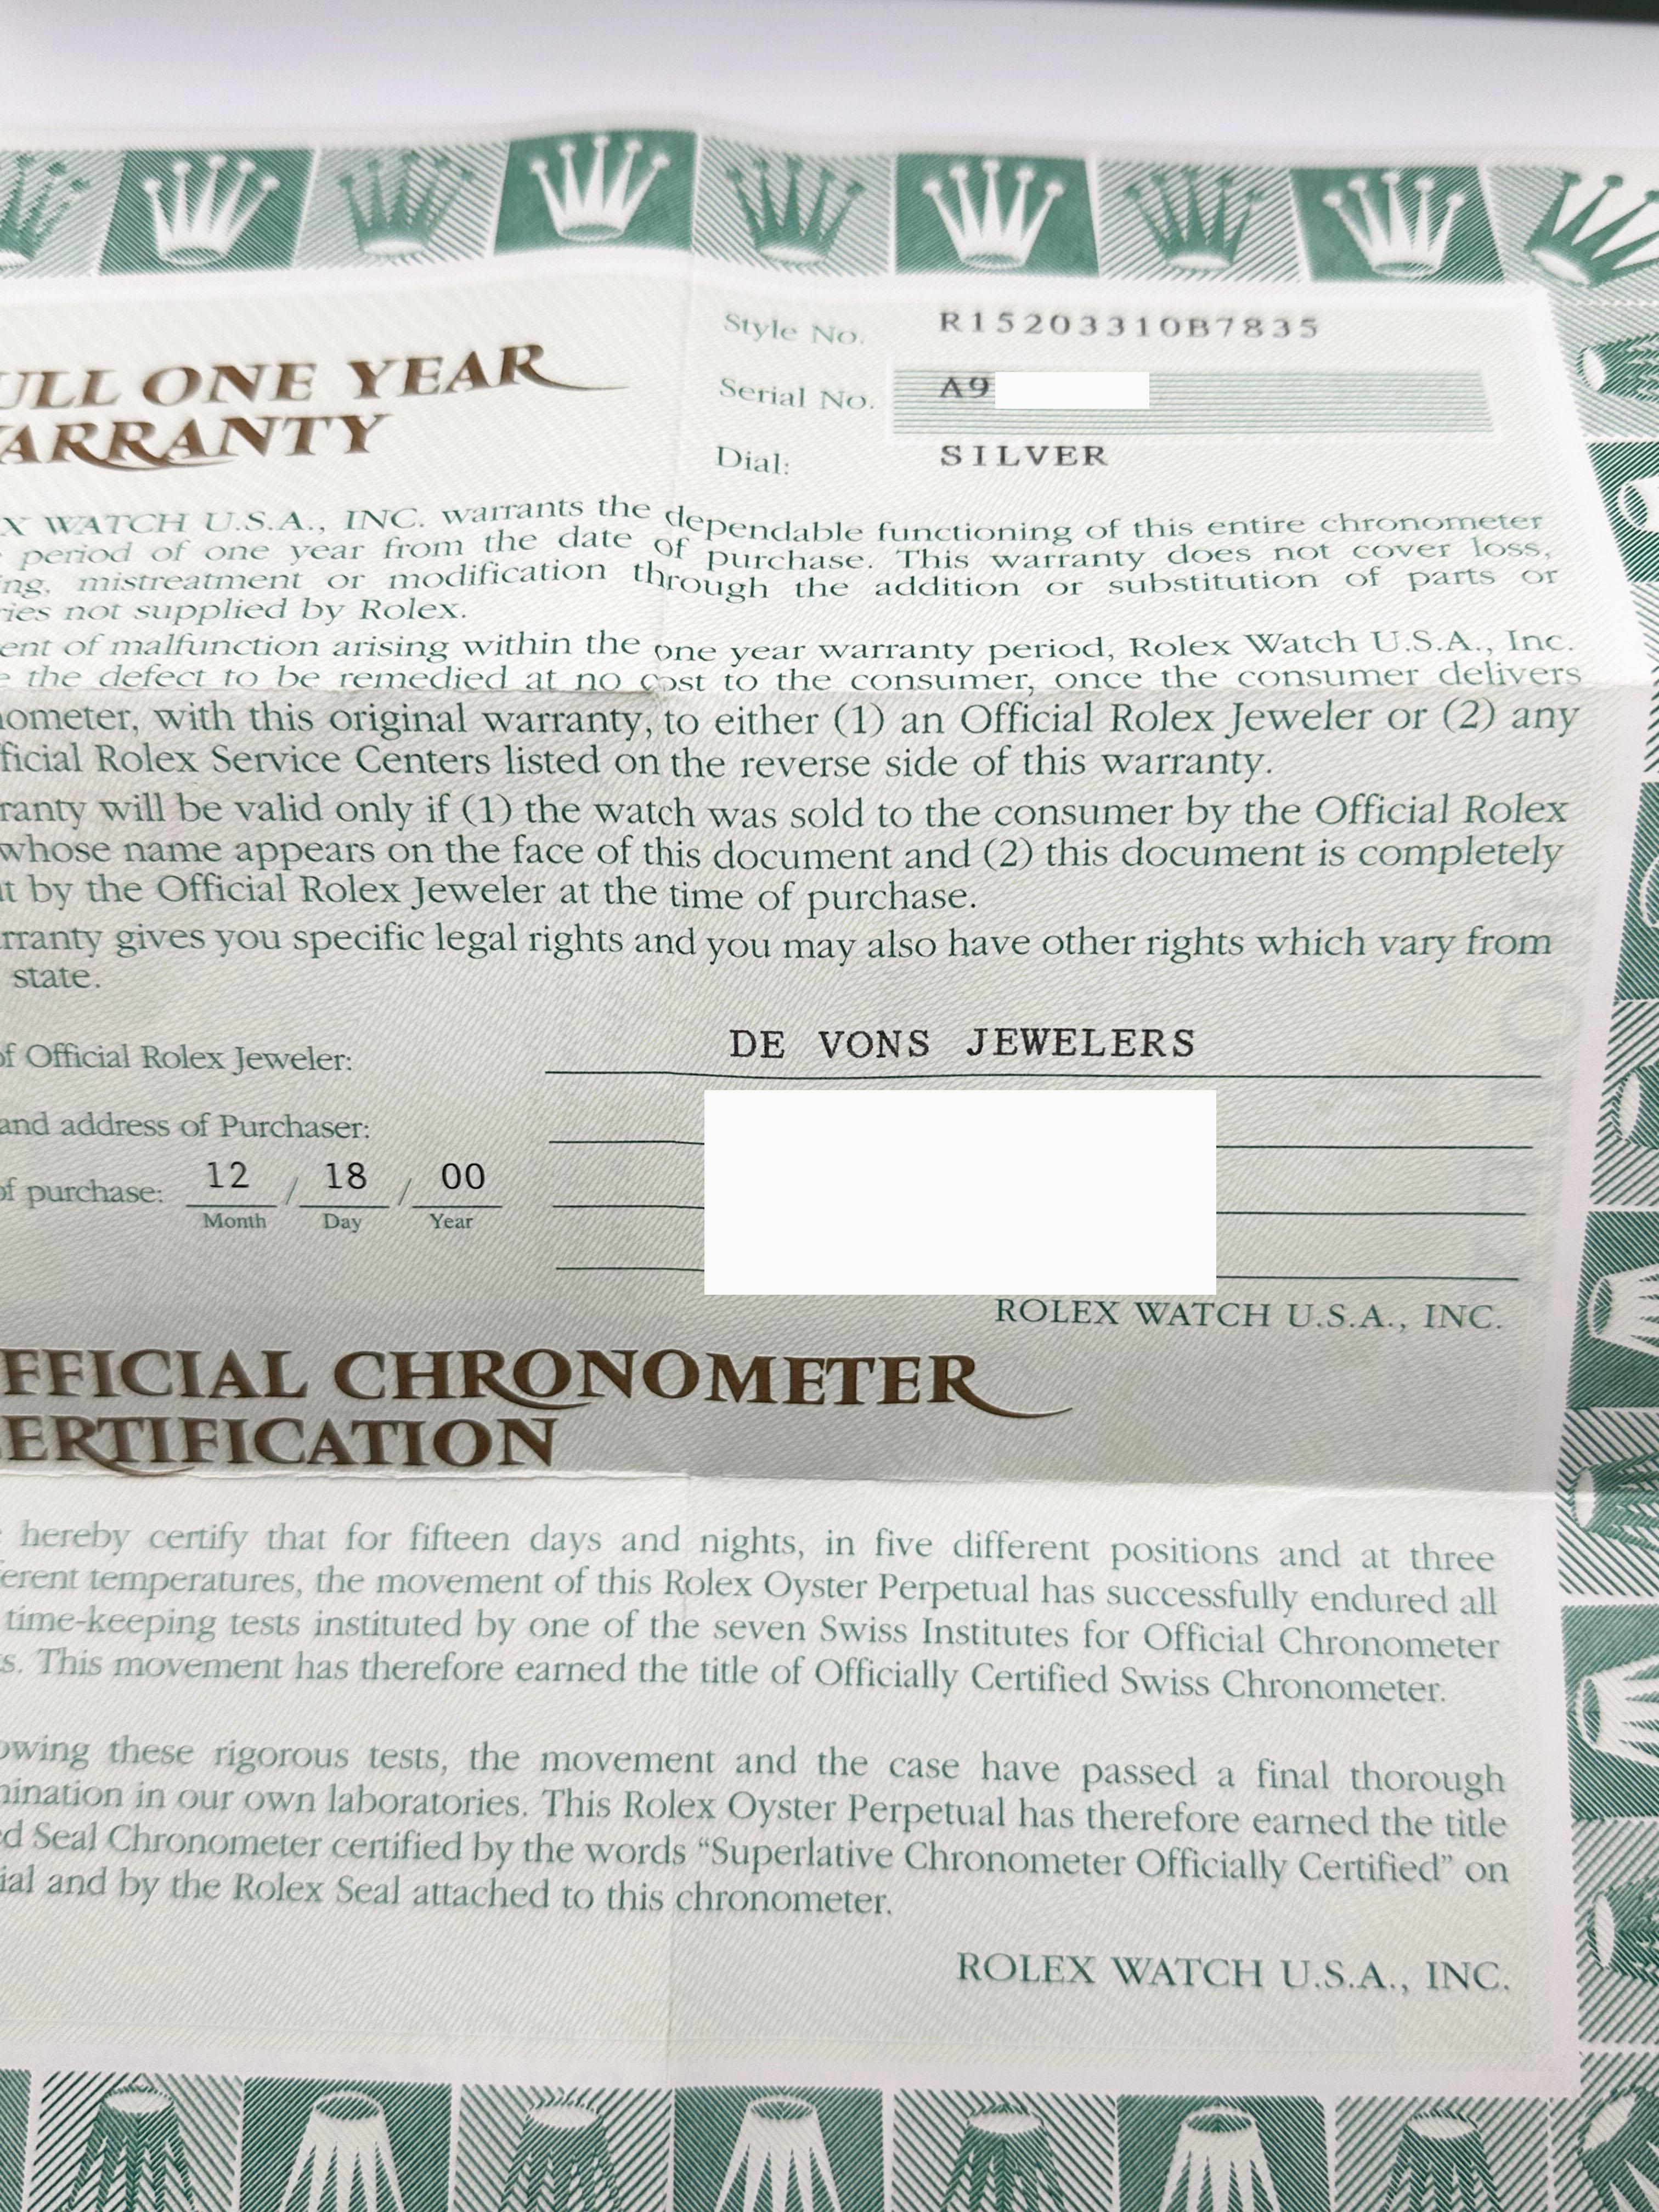 Style No. R15203310B7835
ULL ONE YEAR
ARRANTY
Serial No. A9
Dial: SILVER
X WATCH U.S.A., INC. warrants the dependable functioning of this entire chronometer
period of one year from the date of purchase. This warranty does not cover loss,
ng, mistreatment or modification through the addition or substitution of parts or
ries not supplied by Rolex.
ent of malfunction arising within the one year warranty period, Rolex Watch U.S.A., Inc.
e the defect to be remedied at no cost to the consumer, once the consumer delivers
nometer, with this original warranty, to either (1) an Official Rolex Jeweler or (2) any
ficial Rolex Service Centers listed on the reverse side of this warranty.
ranty will be valid only if (1) the watch was sold to the consumer by the Official Rolex
whose name appears on the face of this document and (2) this document is completely
t by the Official Rolex Jeweler at the time of purchase.
rranty gives you specific legal rights and you may also have other rights which vary from
state.
of Official Rolex Jeweler: DE VONS JEWELERS
and address of Purchaser:
of purchase: 12 / 18 / 00
Month Day Year
ROLEX WATCH U.S.A., INC.
FFICIAL CHRONOMETER
ERTIFICATION
hereby certify that for fifteen days and nights, in five different positions and at three
erent temperatures, the movement of this Rolex Oyster Perpetual has successfully endured all
time-keeping tests instituted by one of the seven Swiss Institutes for Official Chronometer
s. This movement has therefore earned the title of Officially Certified Swiss Chronometer.
owing these rigorous tests, the movement and the case have passed a final thorough
mination in our own laboratories. This Rolex Oyster Perpetual has therefore earned the title
d Seal Chronometer certified by the words “Superlative Chronometer Officially Certified” on
ial and by the Rolex Seal attached to this chronometer.
ROLEX WATCH U.S.A., INC.